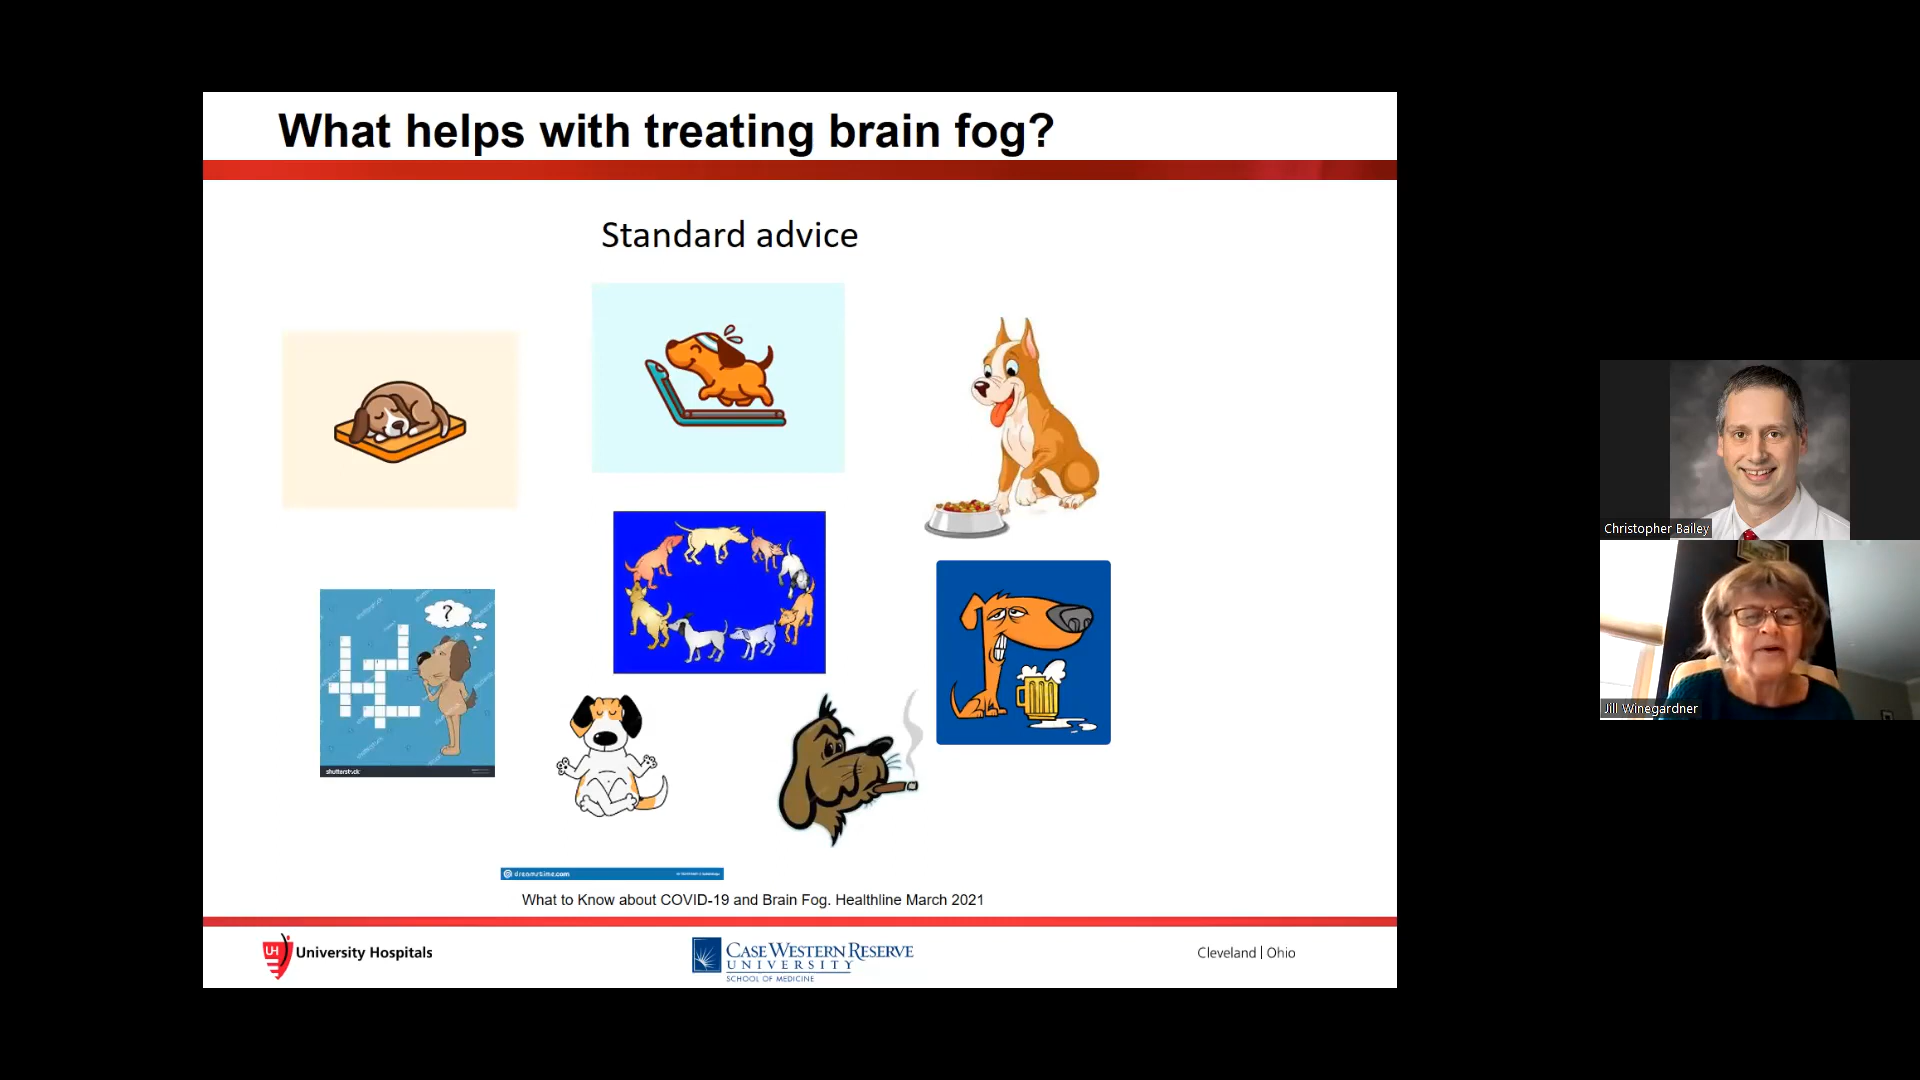 What helps with treating brain fog?
Standard advice
?
shutterstock
dreamstime.com
What to Know about COVID-19 and Brain Fog. Healthline March 2021
UH University Hospitals
CASE WESTERN RESERVE
UNIVERSITY
SCHOOL OF MEDICINE
Cleveland | Ohio
Christopher Bailey
Jill Winegardner